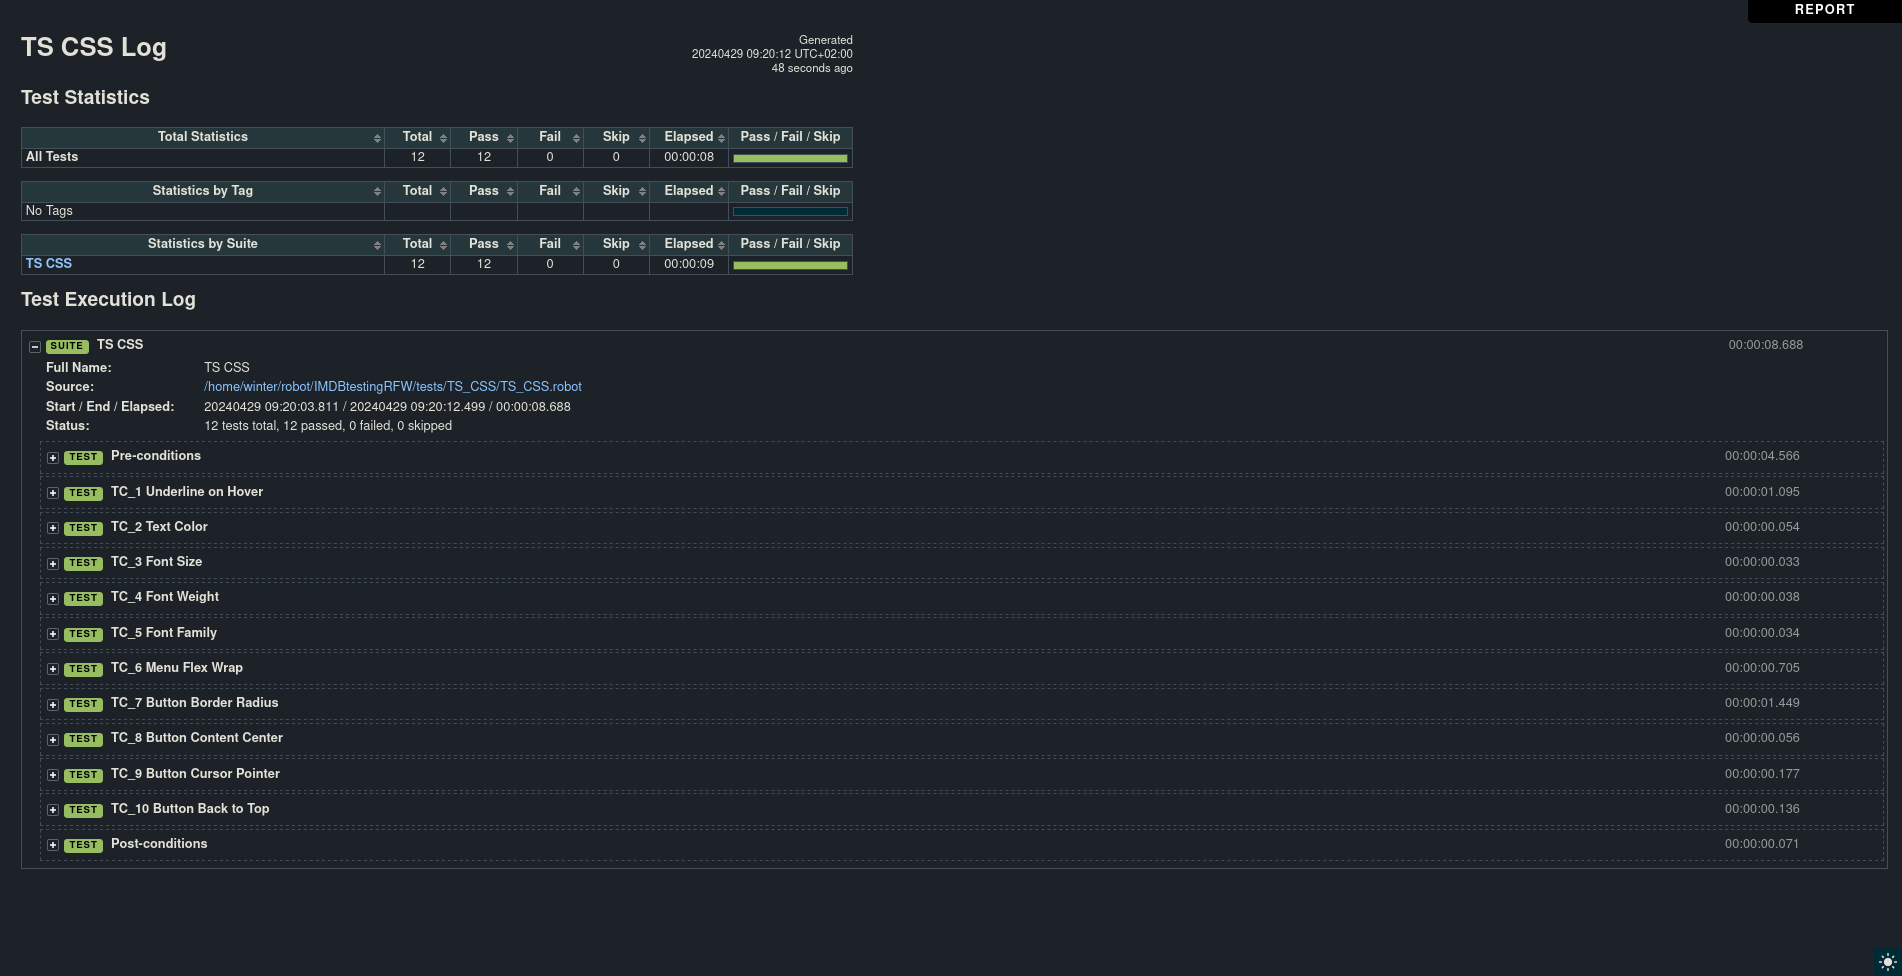 REPORT
TS CSS Log
Generated
20240429 09:20:12 UTC+02:00
48 seconds ago
Test Statistics
Total Statistics Total Pass Fail Skip Elapsed Pass / Fail / Skip
All Tests 12 12 0 0 00:00:08
Statistics by Tag Total Pass Fail Skip Elapsed Pass / Fail / Skip
No Tags
Statistics by Suite Total Pass Fail Skip Elapsed Pass / Fail / Skip
TS CSS 12 12 0 0 00:00:09
Test Execution Log
SUITE TS CSS 00:00:08.688
Full Name: TS CSS
Source: /home/winter/robot/IMDBtestingRFW/tests/TS_CSS/TS_CSS.robot
Start / End / Elapsed: 20240429 09:20:03.811 / 20240429 09:20:12.499 / 00:00:08.688
Status: 12 tests total, 12 passed, 0 failed, 0 skipped
TEST Pre-conditions 00:00:04.566
TEST TC_1 Underline on Hover 00:00:01.095
TEST TC_2 Text Color 00:00:00.054
TEST TC_3 Font Size 00:00:00.033
TEST TC_4 Font Weight 00:00:00.038
TEST TC_5 Font Family 00:00:00.034
TEST TC_6 Menu Flex Wrap 00:00:00.705
TEST TC_7 Button Border Radius 00:00:01.449
TEST TC_8 Button Content Center 00:00:00.056
TEST TC_9 Button Cursor Pointer 00:00:00.177
TEST TC_10 Button Back to Top 00:00:00.136
TEST Post-conditions 00:00:00.071